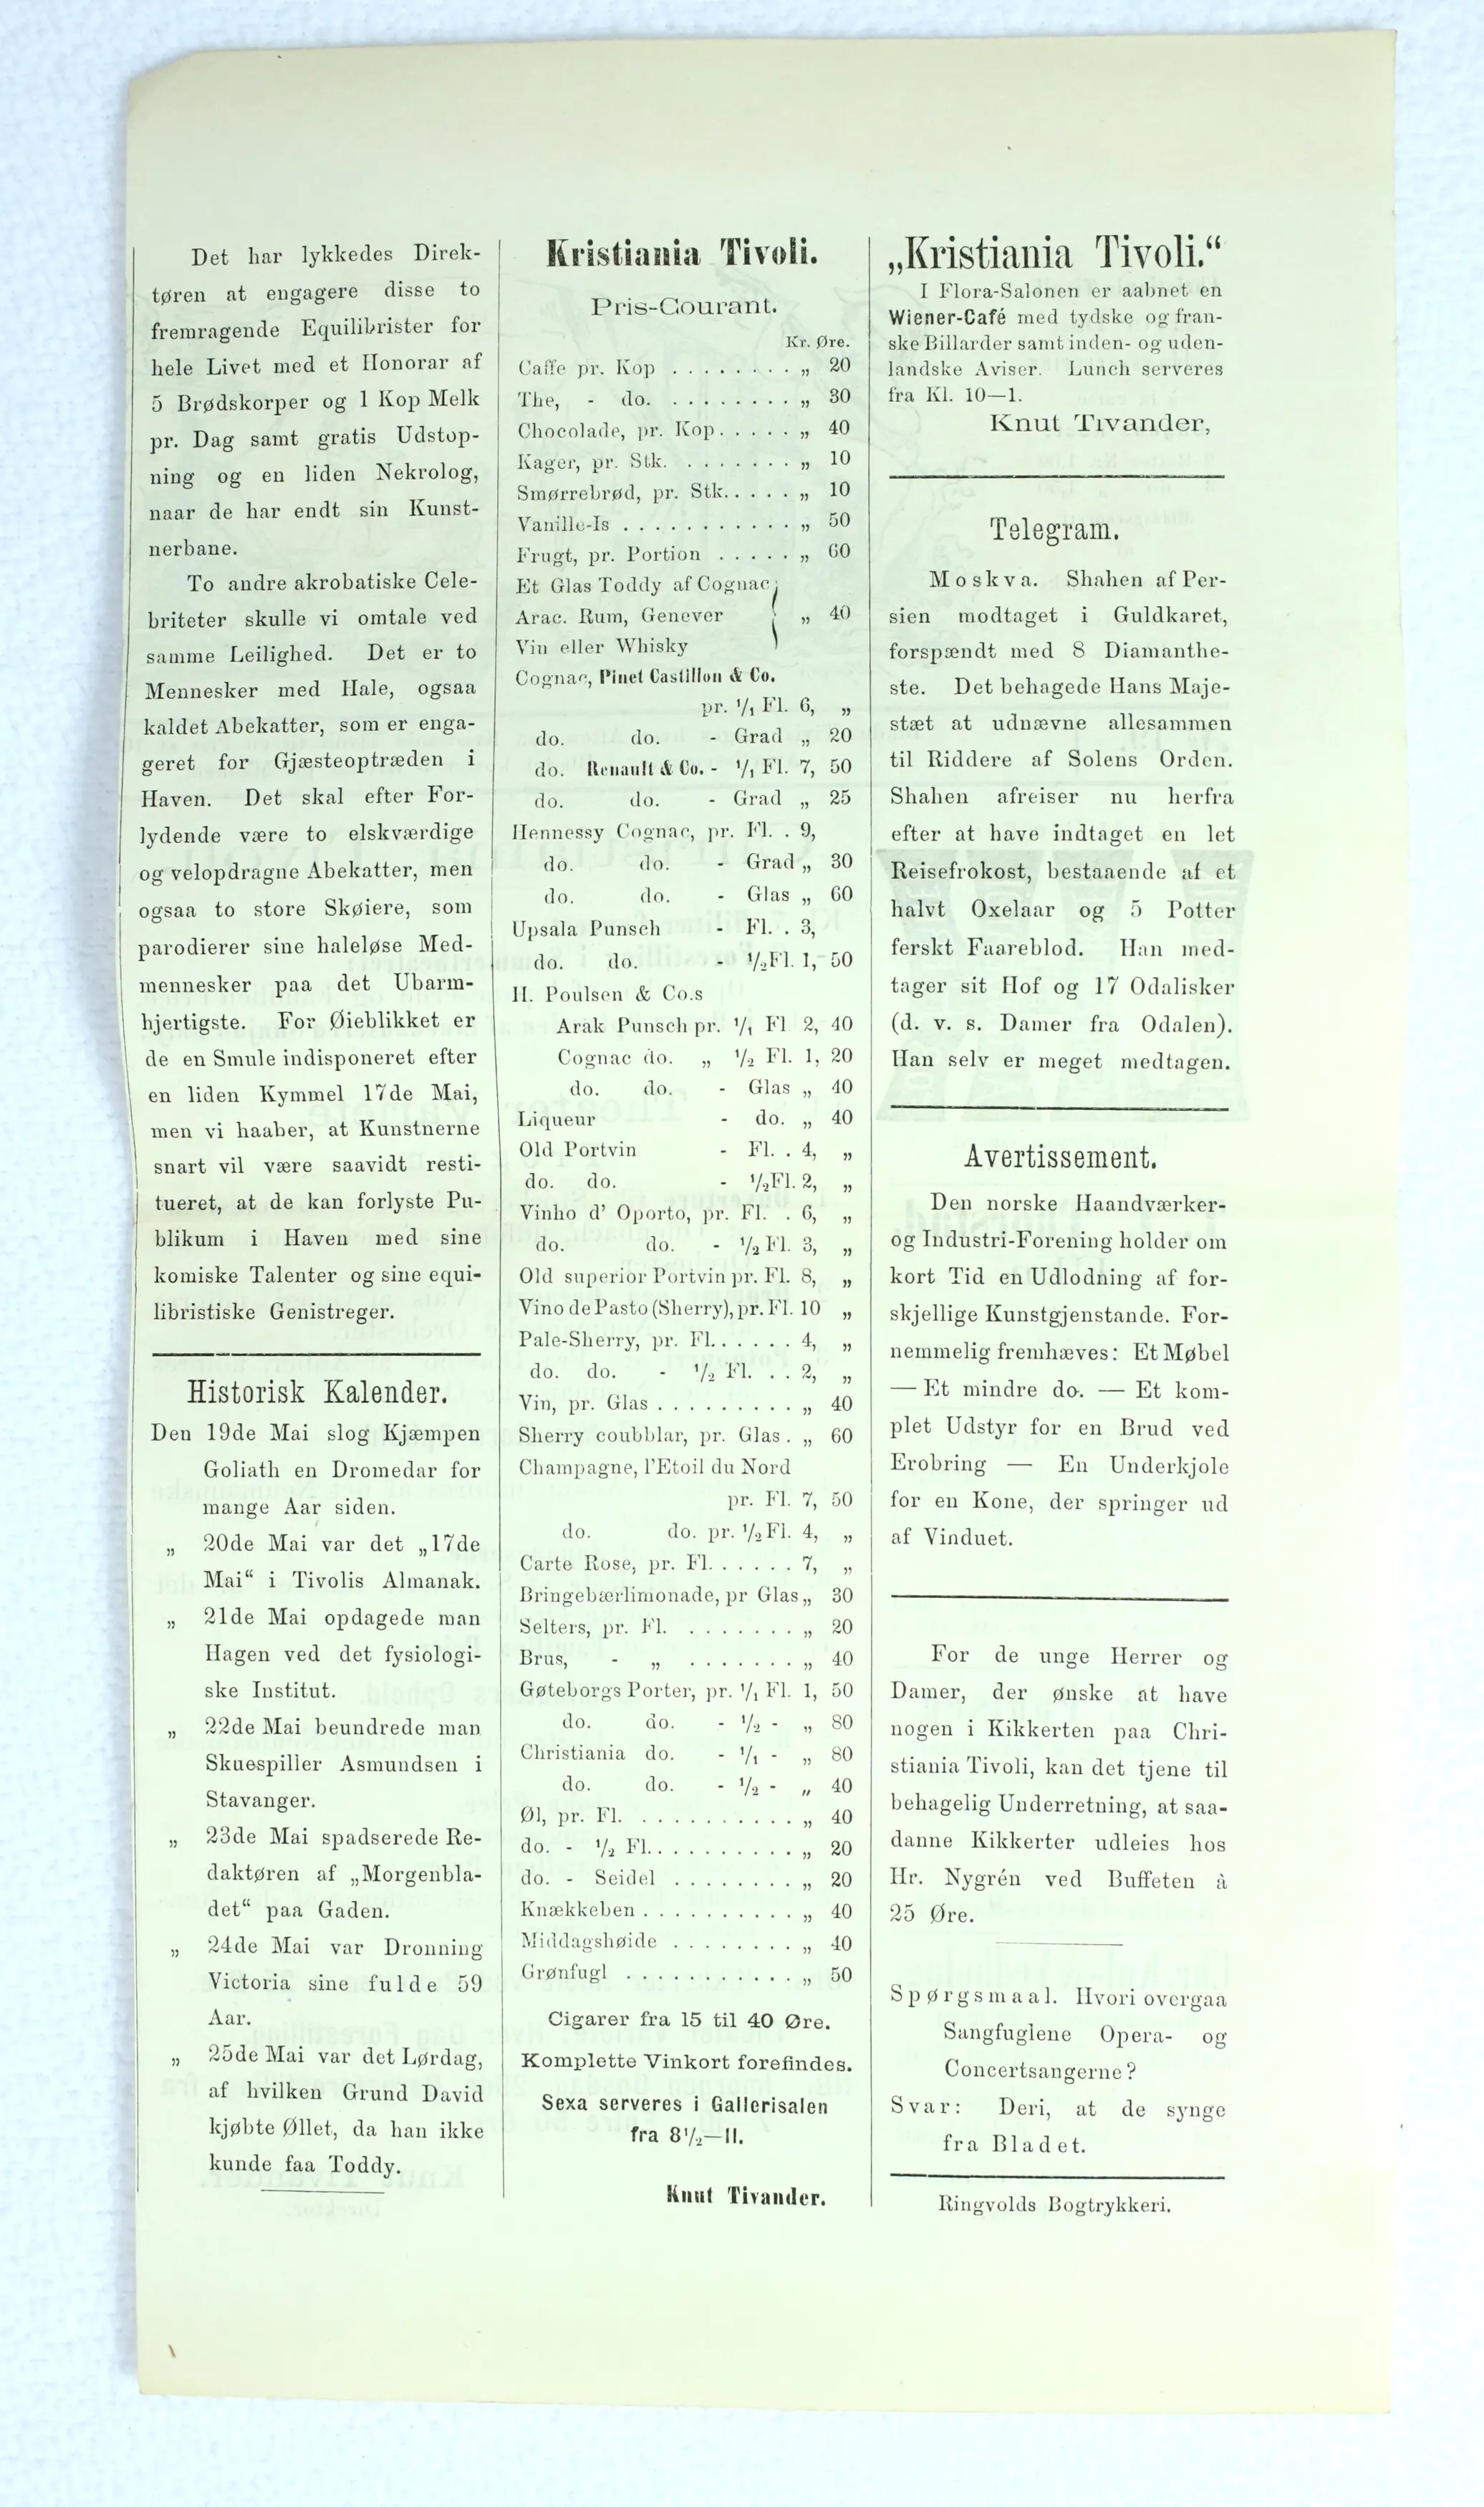 Det har lykkedes Direk-
tøren at engagere disse to
fremragende Equilibrister for
hele Livet med et Honorar af
5 Brødskorper og 1 Kop Melk
pr. Dag samt gratis Udstop-
ning og en liden Nekrolog,
naar de har endt sin Kunst-
nerbane.
To andre akrobatiske Cele-
briteter skulle vi omtale ved
samme Leilighed. Det er to
Mennesker med Hale, ogsaa
kaldet Abekatter, som er enga-
geret for Gjæsteoptræden i
Haven. Det skal efter For-
lydende være to elskværdige
og velopdragne Abekatter, men
ogsaa to store Skøiere, som
parodierer sine haleløse Med-
mennesker paa det Ubarm-
hjertigste. For Øieblikket er
de en Smule indisponeret efter
en liden Kymmel 17de Mai,
men vi haaber, at Kunstnerne
snart vil være saavidt resti-
tueret, at de kan forlyste Pu-
blikum i Haven med sine
komiske Talenter og sine equi-
libristiske Genistreger.
Historisk Kalender.
Den 19de Mai slog Kjæmpen
Goliath en Dromedar for
mange Aar siden.
„ 20de Mai var det „17de
Mai“ i Tivolis Almanak.
„ 21de Mai opdagede man
Hagen ved det fysiologi-
ske Institut.
„ 22de Mai beundrede man
Skuespiller Asmundsen i
Stavanger.
„ 23de Mai spadserede Re-
daktøren af „Morgenbla-
det“ paa Gaden.
„ 24de Mai var Dronning
Victoria sine fulde 59
Aar.
„ 25de Mai var det Lørdag,
af hvilken Grund David
kjøbte Øllet, da han ikke
kunde faa Toddy.
Kristiania Tivoli.
Pris-Courant.
Kr. Øre.
Caffe pr. Kop . . . . . . . . „ 20
The, - do. . . . . . . . . „ 30
Chocolade, pr. Kop. . . . . „ 40
Kager, pr. Stk. . . . . . . . „ 10
Smørrebrød, pr. Stk. . . . . „ 10
Vanille-Is . . . . . . . . . . . „ 50
Frugt, pr. Portion . . . . . „ 60
Et Glas Toddy af Cognac
Arac. Rum, Genever „ 40
Vin eller Whisky
Cognac, Pinet Castillon & Co.
pr. 1/1 Fl. 6, „
do. do. - Grad „ 20
do. Renault & Co. - 1/1 Fl. 7, 50
do. do. - Grad „ 25
Hennessy Cognac, pr. Fl. . 9,
do. do. - Grad „ 30
do. do. - Glas „ 60
Upsala Punsch - Fl. . 3,
do. do. - 1/2 Fl. 1, 50
H. Poulsen & Co.s
Arak Punsch pr. 1/1 Fl 2, 40
Cognac do. „ 1/2 Fl. 1, 20
do. do. - Glas „ 40
Liqueur - do. „ 40
Old Portvin - Fl. . 4, „
do. do. - 1/2 Fl. 2, „
Vinho d' Oporto, pr. Fl. . 6, „
do. do. - 1/2 Fl. 3, „
Old superior Portvin pr. Fl. 8, „
Vino de Pasto (Sherry), pr. Fl. 10 „
Pale-Sherry, pr. Fl. . . . . . 4, „
do. do. - 1/2 Fl. . . 2, „
Vin, pr. Glas . . . . . . . . . „ 40
Sherry coubblar, pr. Glas . „ 60
Champagne, l'Etoil du Nord
pr. Fl. 7, 50
do. do. pr. 1/2 Fl. 4, „
Carte Rose, pr. Fl. . . . . . 7, „
Bringebærlimonade, pr Glas „ 30
Selters, pr. Fl. . . . . . . . „ 20
Brus, - „ . . . . . . . „ 40
Gøteborgs Porter, pr. 1/1 Fl. 1, 50
do. do. - 1/2 - „ 80
Christiania do. - 1/1 - „ 80
do. do. - 1/2 - „ 40
Øl, pr. Fl. . . . . . . . . . . „ 40
do. - 1/2 Fl. . . . . . . . . . „ 20
do. - Seidel . . . . . . . . „ 20
Knækkeben . . . . . . . . . . „ 40
Middagshøide . . . . . . . . „ 40
Grønfugl . . . . . . . . . . . „ 50
Cigarer fra 15 til 40 Øre.
Komplette Vinkort forefindes.
Sexa serveres i Gallerisalen
fra 8 1/2—11.
Knut Tivander.
„Kristiania Tivoli.“
I Flora-Salonen er aabnet en
Wiener-Café med tydske og fran-
ske Billarder samt inden- og uden-
landske Aviser. Lunch serveres
fra Kl. 10—1.
Knut Tivander,
Telegram.
Moskva. Shahen af Per-
sien modtaget i Guldkaret,
forspændt med 8 Diamanthe-
ste. Det behagede Hans Maje-
stæt at udnævne allesammen
til Riddere af Solens Orden.
Shahen afreiser nu herfra
efter at have indtaget en let
Reisefrokost, bestaaende af et
halvt Oxelaar og 5 Potter
ferskt Faareblod. Han med-
tager sit Hof og 17 Odalisker
(d. v. s. Damer fra Odalen).
Han selv er meget medtagen.
Avertissement.
Den norske Haandværker-
og Industri-Forening holder om
kort Tid en Udlodning af for-
skjellige Kunstgjenstande. For-
nemmelig fremhæves: Et Møbel
— Et mindre do. — Et kom-
plet Udstyr for en Brud ved
Erobring — En Underkjole
for en Kone, der springer ud
af Vinduet.
For de unge Herrer og
Damer, der ønske at have
nogen i Kikkerten paa Chri-
stiania Tivoli, kan det tjene til
behagelig Underretning, at saa-
danne Kikkerter udleies hos
Hr. Nygrén ved Buffeten à
25 Øre.
Spørgsmaal. Hvori overgaa
Sangfuglene Opera- og
Concertsangerne?
Svar: Deri, at de synge
fra Bladet.
Ringvolds Bogtrykkeri.